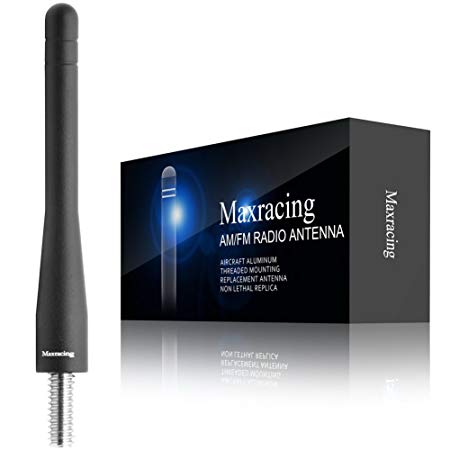 Maxracing
AM/FM RADIO ANTENNA
AIRCRAFT ALUMINUM
THREADED MOUNTING
REPLACEMENT ANTENNA
NON LETHAL REPLICA
Maxracing
Maxracing